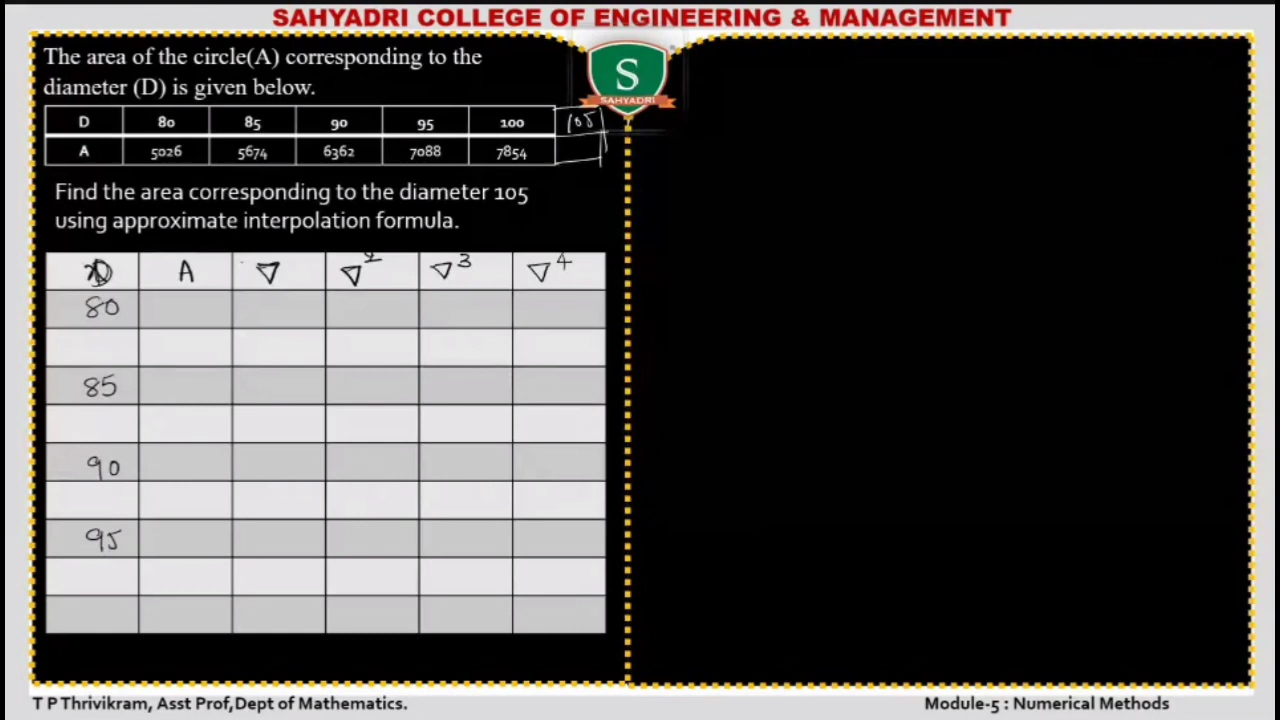 SAHYADRI COLLEGE OF ENGINEERING & MANAGEMENT
The area of the circle(A) corresponding to the
diameter (D) is given below.
S
SAHYADRI
D 80 85 90 95 100 105
A 5026 5674 6362 7088 7854
Find the area corresponding to the diameter 105
using approximate interpolation formula.
D A ∇ ∇² ∇³ ∇⁴
80
85
90
95
T P Thrivikram, Asst Prof,Dept of Mathematics.
Module-5 : Numerical Methods